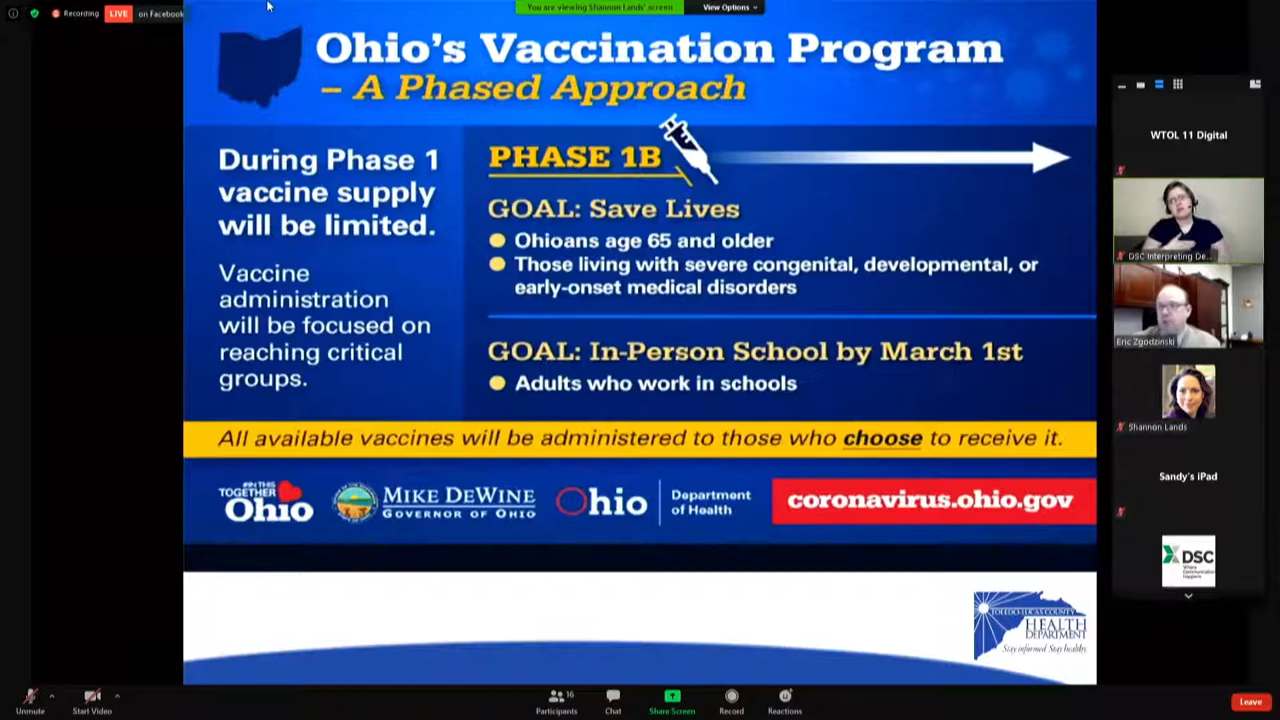 Recording
LIVE
on Facebook
You are viewing Shannon Lands' screen
View Options
Ohio's Vaccination Program
– A Phased Approach
During Phase 1
vaccine supply
will be limited.
Vaccine
administration
will be focused on
reaching critical
groups.
PHASE 1B
GOAL: Save Lives
Ohioans age 65 and older
Those living with severe congenital, developmental, or
early-onset medical disorders
GOAL: In-Person School by March 1st
Adults who work in schools
All available vaccines will be administered to those who choose to receive it.
#IN THIS
TOGETHER
Ohio
MIKE DEWINE
GOVERNOR OF OHIO
Ohio
Department
of Health
coronavirus.ohio.gov
TOLEDO-LUCAS COUNTY
HEALTH
DEPARTMENT
Stay informed Stay healthy
WTOL 11 Digital
DSC Interpreting De...
Eric Zgodzinski
Shannon Lands
Sandy's iPad
DSC
Where
Communication
Happens
Unmute
Start Video
16
Participants
Chat
Share Screen
Record
Reactions
Leave